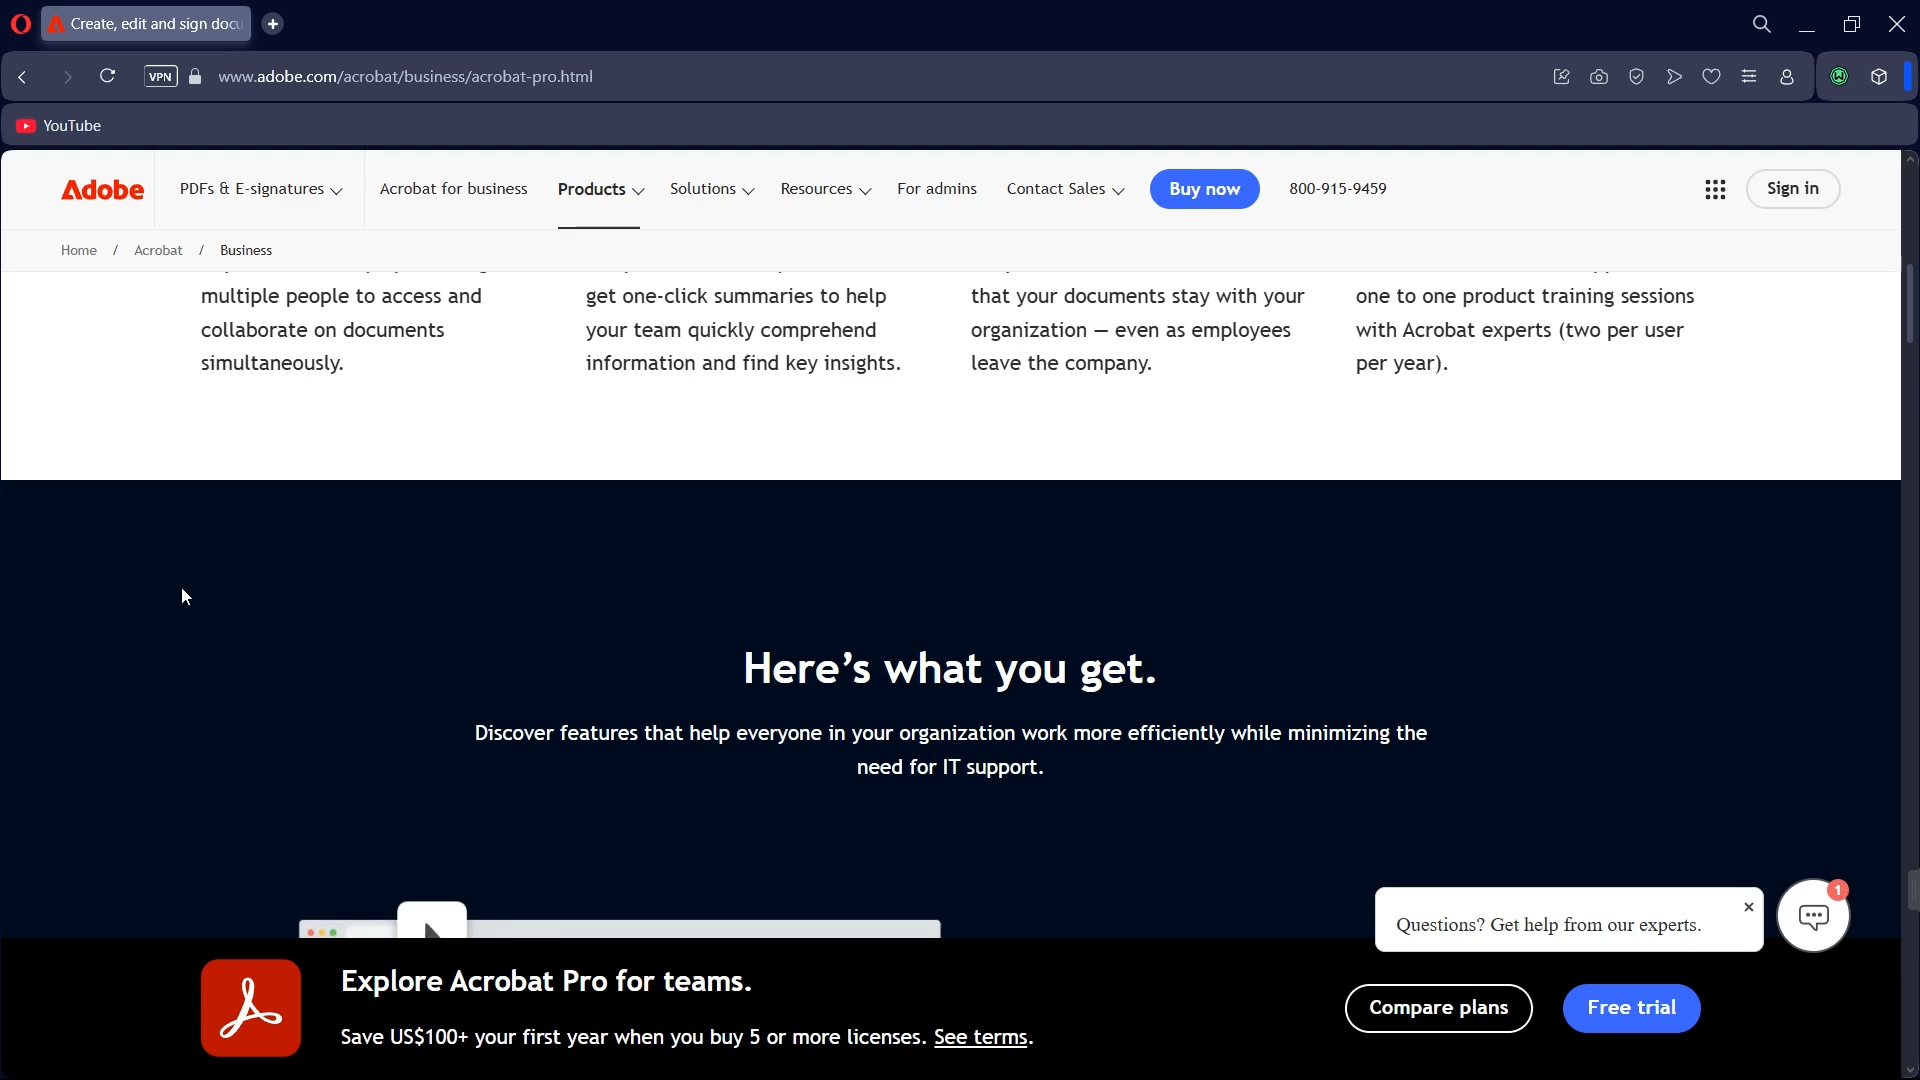 Create, edit and sign docu
VPN
www.adobe.com/acrobat/business/acrobat-pro.html
YouTube
Adobe
PDFs & E-signatures
Acrobat for business
Products
Solutions
Resources
For admins
Contact Sales
Buy now
800-915-9459
Sign in
Home / Acrobat / Business
multiple people to access and
collaborate on documents
simultaneously.
get one-click summaries to help
your team quickly comprehend
information and find key insights.
that your documents stay with your
organization — even as employees
leave the company.
one to one product training sessions
with Acrobat experts (two per user
per year).
Here’s what you get.
Discover features that help everyone in your organization work more efficiently while minimizing the
need for IT support.
Questions? Get help from our experts.
1
Explore Acrobat Pro for teams.
Save US$100+ your first year when you buy 5 or more licenses. See terms.
Compare plans
Free trial